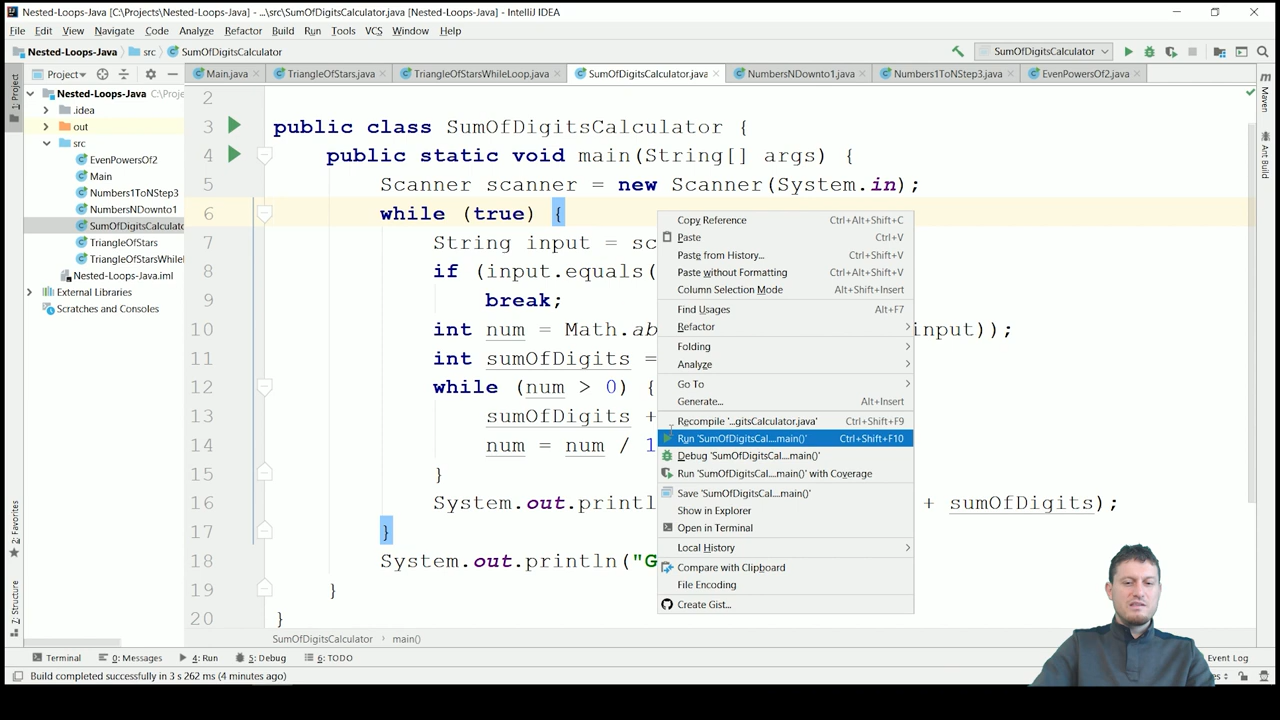 Nested-Loops-Java [C:\Projects\Nested-Loops-Java] - ...\src\SumOfDigitsCalculator.java [Nested-Loops-Java] - IntelliJ IDEA
File Edit View Navigate Code Analyze Refactor Build Run Tools VCS Window Help
Nested-Loops-Java src SumOfDigitsCalculator SumOfDigitsCalculator
1: Project
Project
Main.java TriangleOfStars.java TriangleOfStarsWhileLoop.java SumOfDigitsCalculator.java NumbersNDownto1.java Numbers1ToNStep3.java EvenPowersOf2.java
Maven
Ant Build
Nested-Loops-Java C:\Proje
.idea
out
src
EvenPowersOf2
Main
Numbers1ToNStep3
NumbersNDownto1
SumOfDigitsCalculato
TriangleOfStars
TriangleOfStarsWhileL
Nested-Loops-Java.iml
External Libraries
Scratches and Consoles
2: Favorites
Z: Structure
2
3 public class SumOfDigitsCalculator {
4 public static void main(String[] args) {
5 Scanner scanner = new Scanner(System.in);
6 while (true) {
7 String input = sc
8 if (input.equals(
9 break;
10 int num = Math.ab input));
11 int sumOfDigits =
12 while (num > 0) {
13 sumOfDigits +
14 num = num / 1
15 }
16 System.out.printl + sumOfDigits);
17 }
18 System.out.println("G
19 }
20 }
Copy Reference Ctrl+Alt+Shift+C
Paste Ctrl+V
Paste from History... Ctrl+Shift+V
Paste without Formatting Ctrl+Alt+Shift+V
Column Selection Mode Alt+Shift+Insert
Find Usages Alt+F7
Refactor
Folding
Analyze
Go To
Generate... Alt+Insert
Recompile '...gitsCalculator.java' Ctrl+Shift+F9
Run 'SumOfDigitsCal....main()' Ctrl+Shift+F10
Debug 'SumOfDigitsCal....main()'
Run 'SumOfDigitsCal....main()' with Coverage
Save 'SumOfDigitsCal....main()'
Show in Explorer
Open in Terminal
Local History
Compare with Clipboard
File Encoding
Create Gist...
SumOfDigitsCalculator main()
Terminal 0: Messages 4: Run 5: Debug 6: TODO Event Log
Build completed successfully in 3 s 262 ms (4 minutes ago)